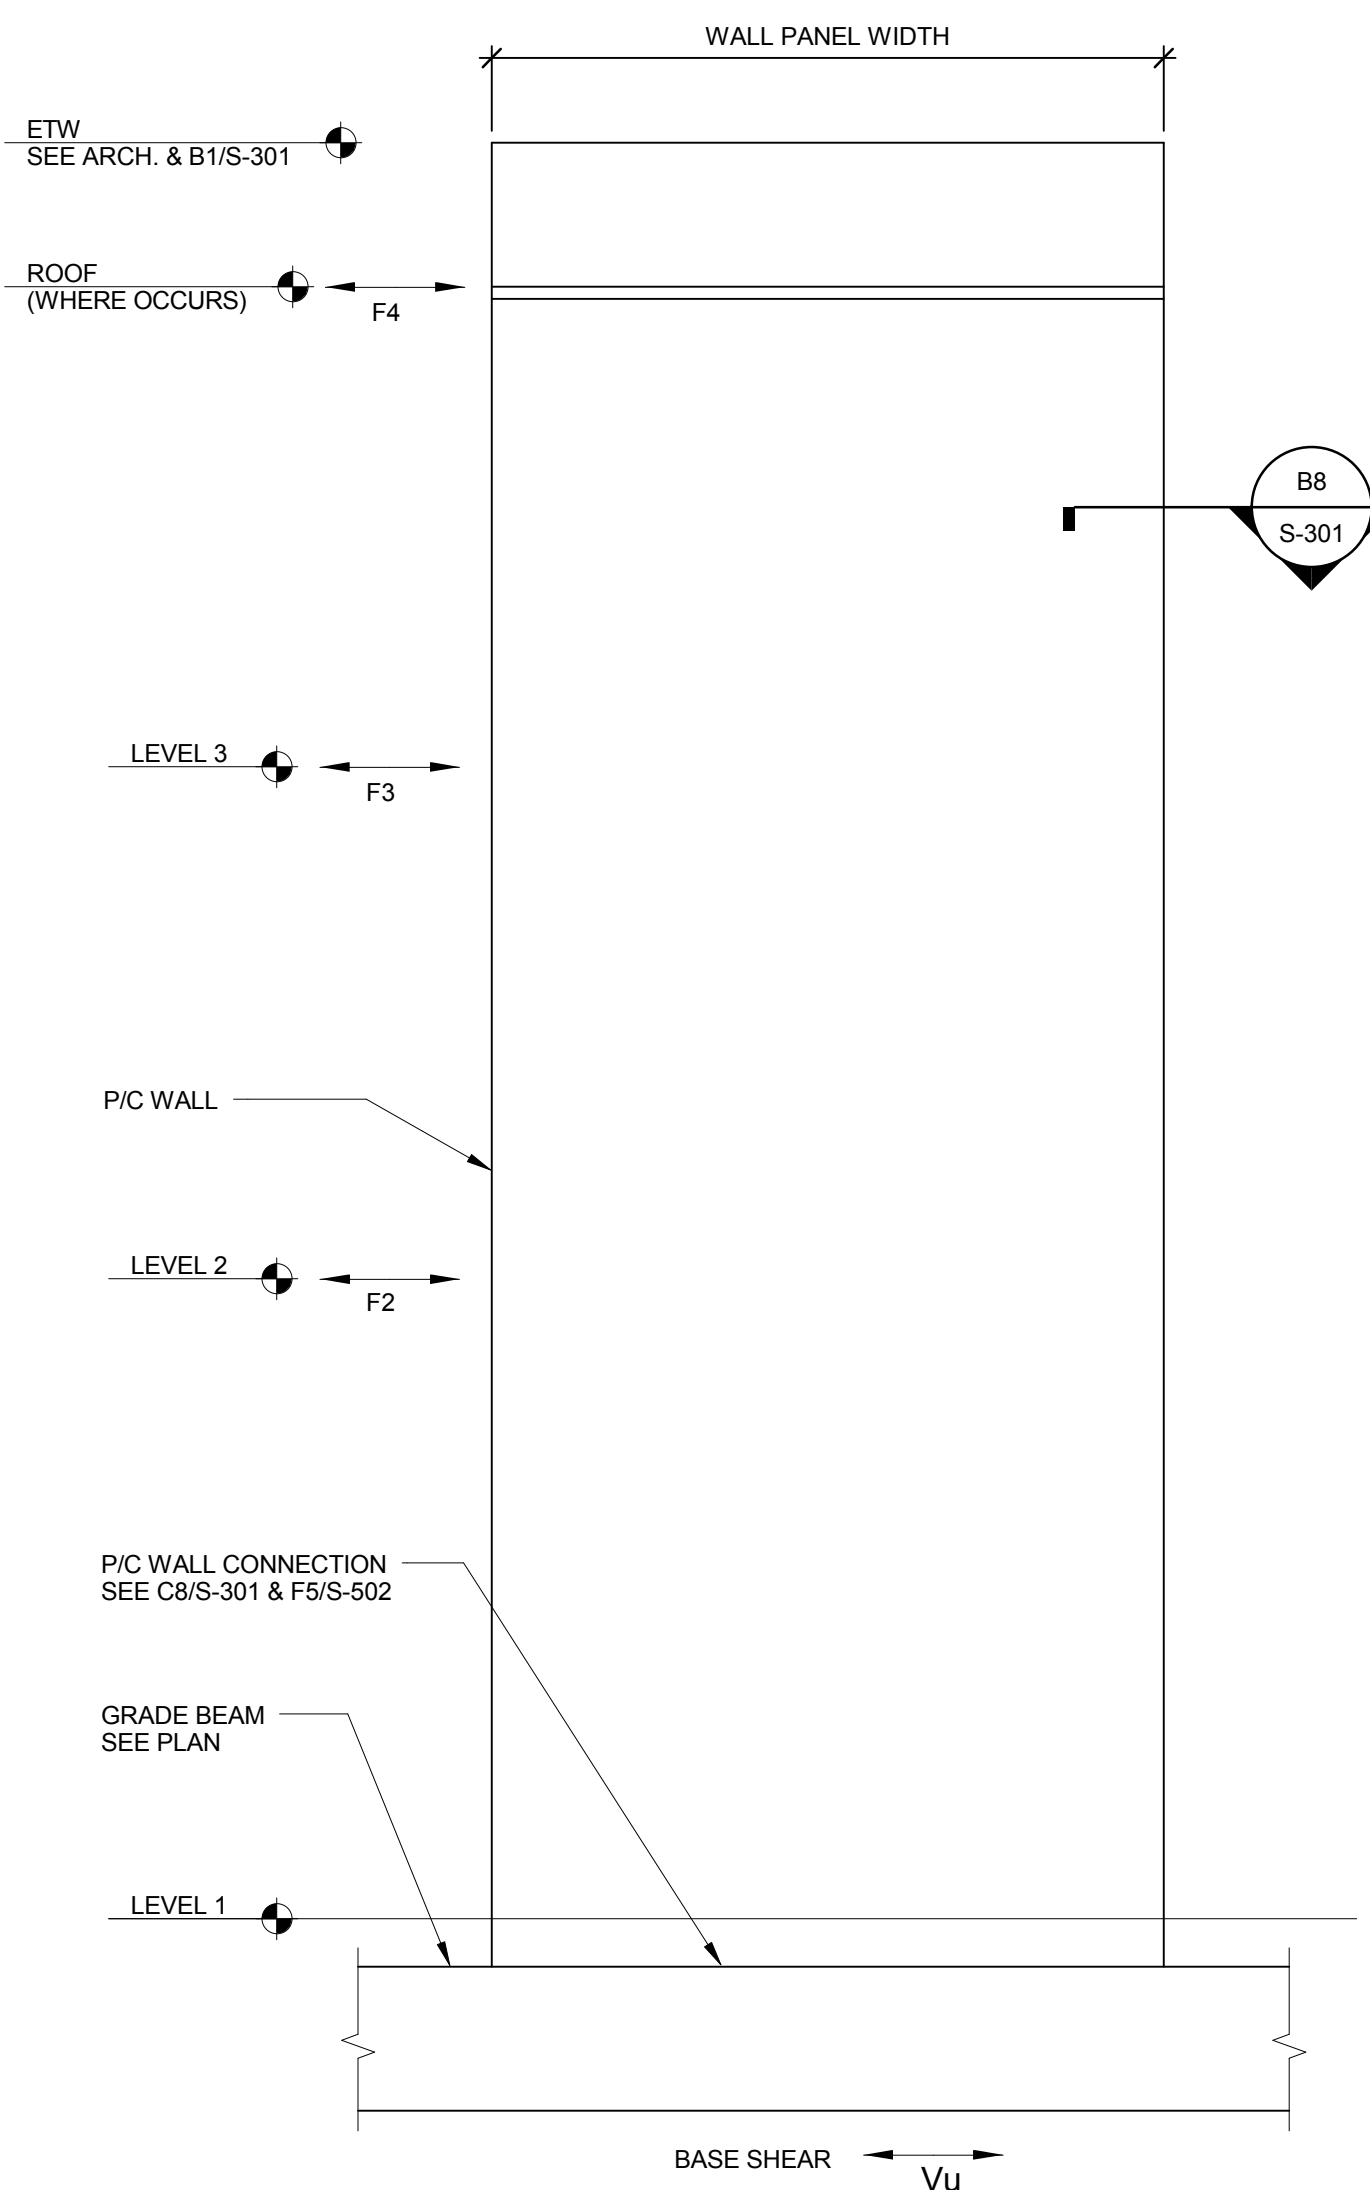 WALL PANEL WIDTH
ETW
SEE ARCH. & B1/S-301
ROOF
(WHERE OCCURS)
F4
B8
S-301
LEVEL 3
F3
P/C WALL
LEVEL 2
F2
P/C WALL CONNECTION
SEE C8/S-301 & F5/S-502
GRADE BEAM
SEE PLAN
LEVEL 1
BASE SHEAR
Vu